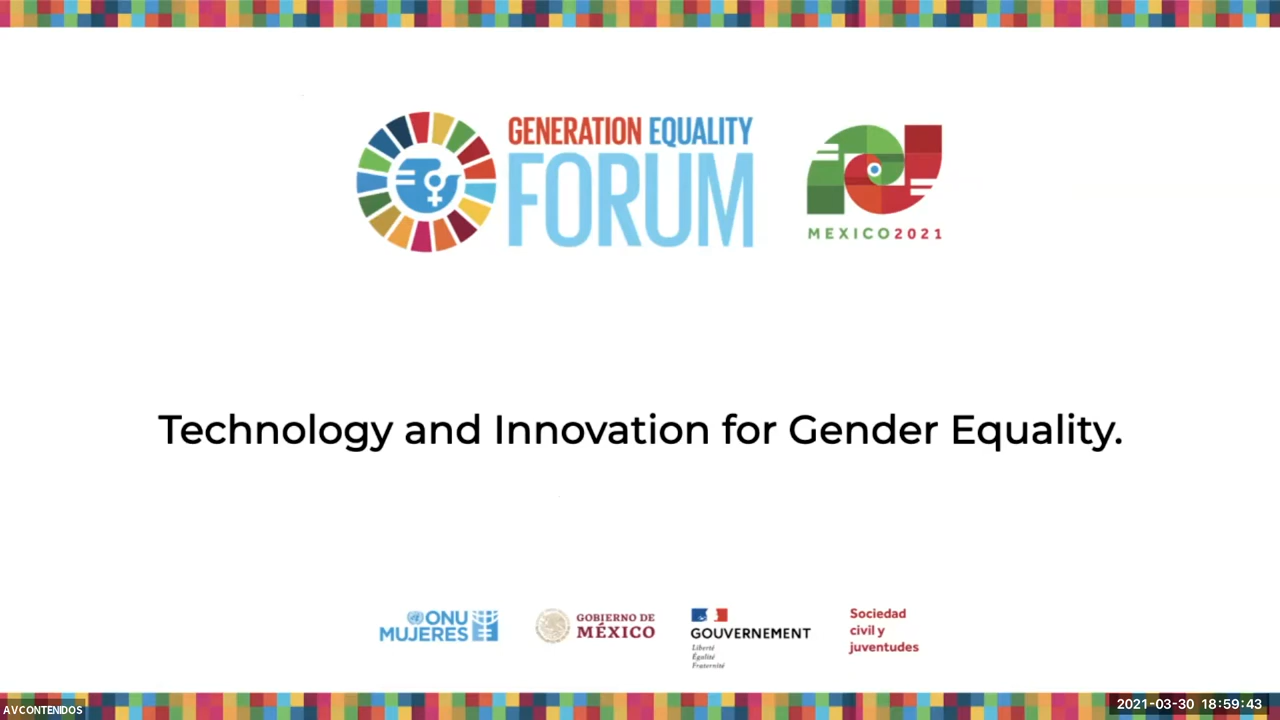 GENERATION EQUALITY
FORUM
MEXICO2021
Technology and Innovation for Gender Equality.
ONU
MUJERES
GOBIERNO DE
MÉXICO
GOUVERNEMENT
Liberté
Égalité
Fraternité
Sociedad
civil y
juventudes
AVCONTENIDOS
2021-03-30 18:59:43